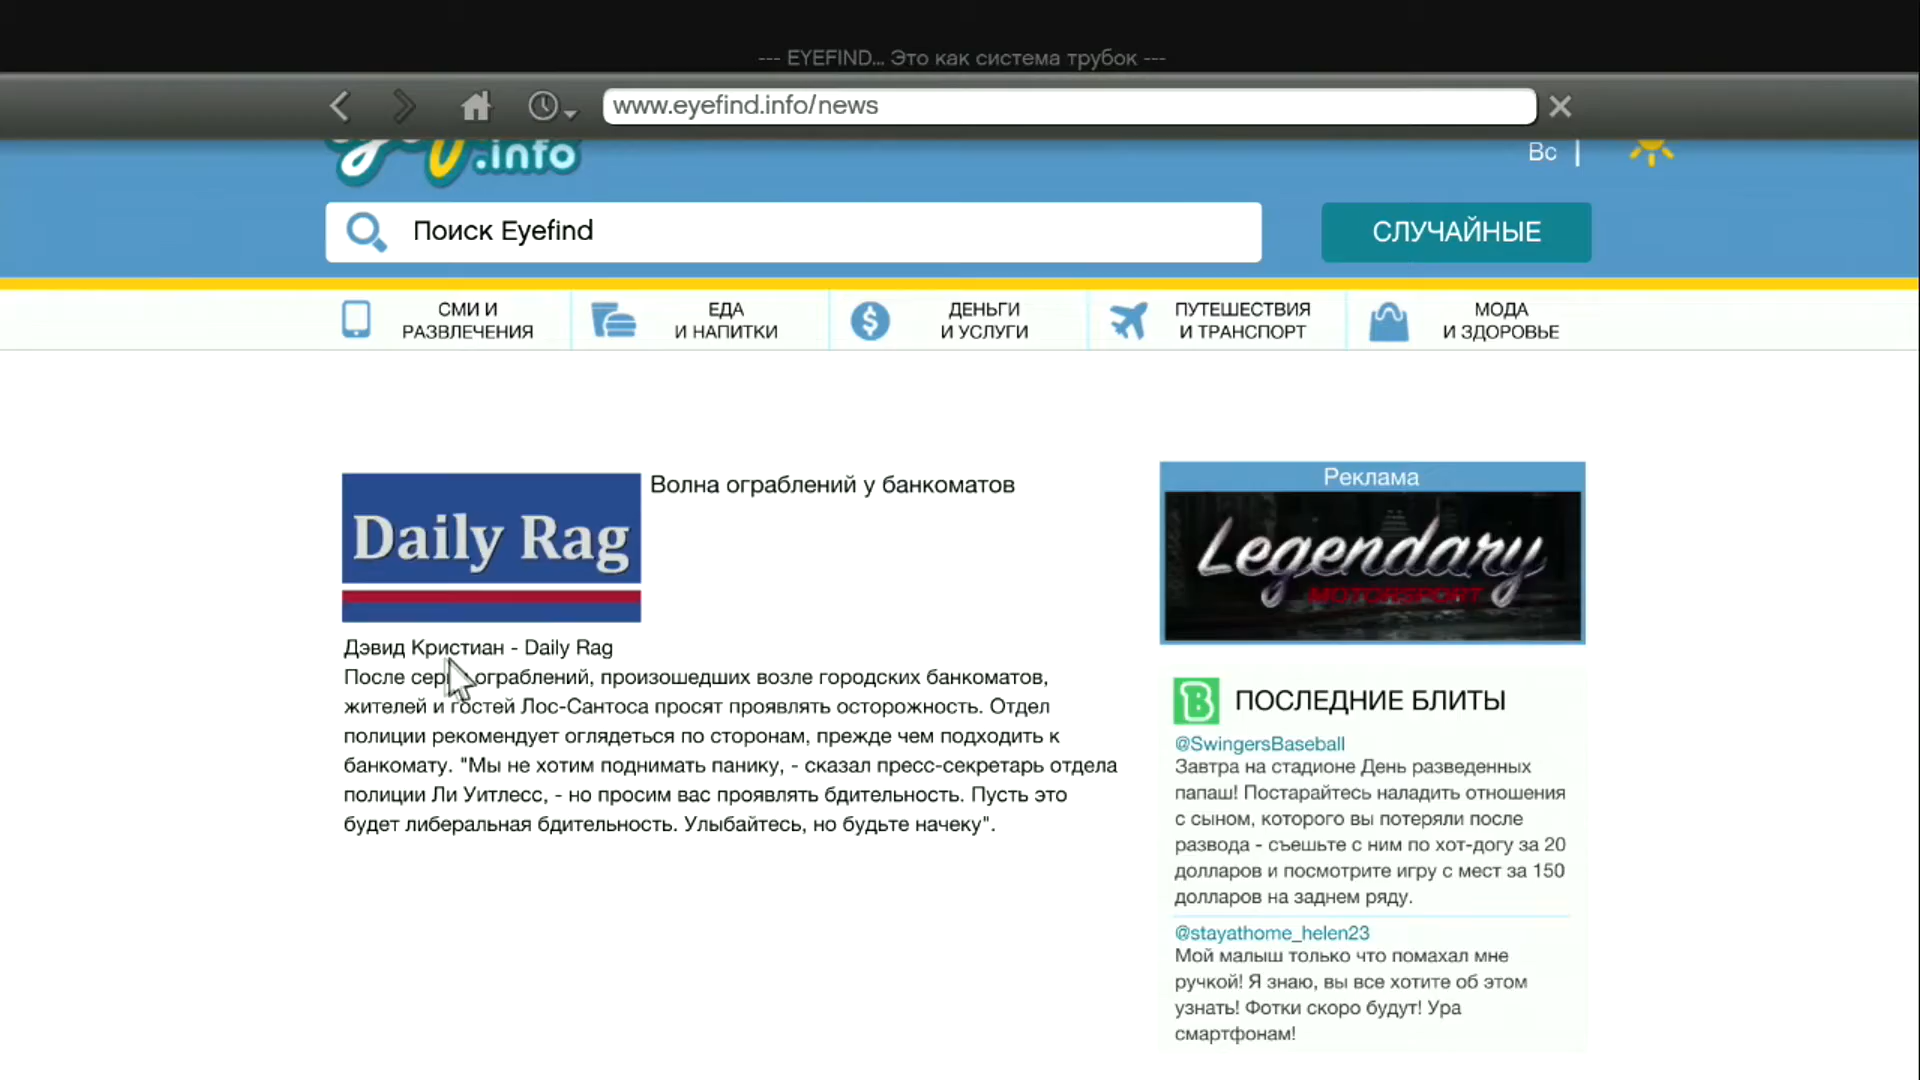 --- EYEFIND... Это как система трубок ---
www.eyefind.info/news
.info
Вс |
Поиск Eyefind
СЛУЧАЙНЫЕ
СМИ И
РАЗВЛЕЧЕНИЯ
ЕДА
И НАПИТКИ
ДЕНЬГИ
И УСЛУГИ
ПУТЕШЕСТВИЯ
И ТРАНСПОРТ
МОДА
И ЗДОРОВЬЕ
Daily Rag
Волна ограблений у банкоматов
Дэвид Кристиан - Daily Rag
После ограблений, произошедших возле городских банкоматов,
жителей и гостей Лос-Сантоса просят проявлять осторожность. Отдел
полиции рекомендует оглядеться по сторонам, прежде чем подходить к
банкомату. "Мы не хотим поднимать панику, - сказал пресс-секретарь отдела
полиции Ли Уитлесс, - но просим вас проявлять бдительность. Пусть это
будет либеральная бдительность. Улыбайтесь, но будьте начеку".
Реклама
Legendary
MOTORSPORT
B ПОСЛЕДНИЕ БЛИТЫ
@SwingersBaseball
Завтра на стадионе День разведенных
папаш! Постарайтесь наладить отношения
с сыном, которого вы потеряли после
развода - съешьте с ним по хот-догу за 20
долларов и посмотрите игру с мест за 150
долларов на заднем ряду.
@stayathome_helen23
Мой малыш только что помахал мне
ручкой! Я знаю, вы все хотите об этом
узнать! Фотки скоро будут! Ура
смартфонам!